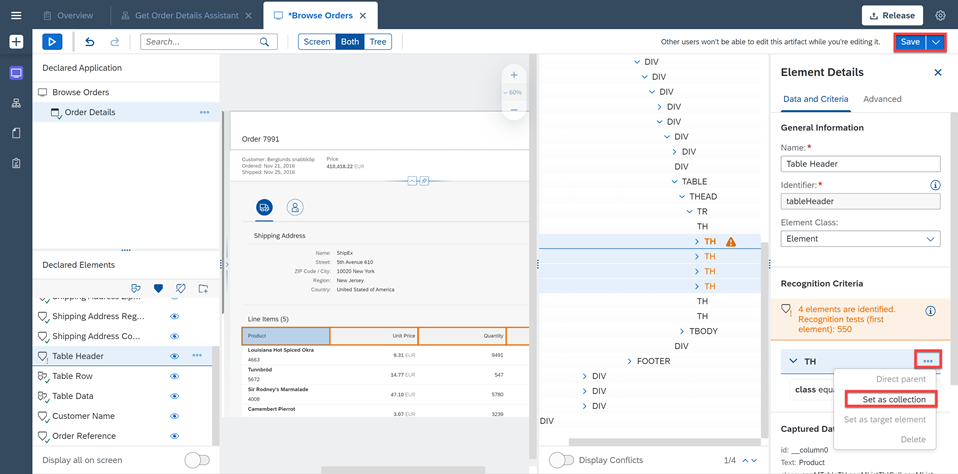 Overview
Get Order Details Assistant
*Browse Orders
Release
Search...
Screen
Both
Tree
Other users won't be able to edit this artifact while you're editing it.
Save
Declared Application
Browse Orders
Order Details
Declared Elements
Shipping Address Reg...
Shipping Address Co...
Table Header
Table Row
Table Data
Customer Name
Order Reference
Display all on screen
60%
Order 7991
Customer: Berglunds snabbköp
Ordered: Nov 21, 2016
Shipped: Nov 25, 2016
Price
410,418.22 EUR
Shipping Address
Name: ShipEx
Street: 5th Avenue 610
ZIP Code / City: 10020 New York
Region: New Jersey
Country: United Stated of America
Line Items (5)
Product Unit Price Quantity
Louisiana Hot Spiced Okra
4663
9.31 EUR 9491
Tunnbröd
5672
14.77 EUR 547
Sir Rodney's Marmalade
4008
47.10 EUR 5780
Camembert Pierrot
3.07 EUR 3239
DIV
DIV
DIV
DIV
DIV
DIV
DIV
DIV
TABLE
THEAD
TR
TH
TH
TH
TH
TH
TH
TH
TBODY
DIV
FOOTER
DIV
DIV
DIV
DIV
Display Conflicts
1/4
Element Details
Data and Criteria
Advanced
General Information
Name:*
Table Header
Identifier:*
tableHeader
Element Class:
Element
Recognition Criteria
4 elements are identified.
Recognition tests (first
element): 550
TH
class equa
Direct parent
Set as collection
Set as target element
Delete
Captured Dat
id: __column0
Text: Product